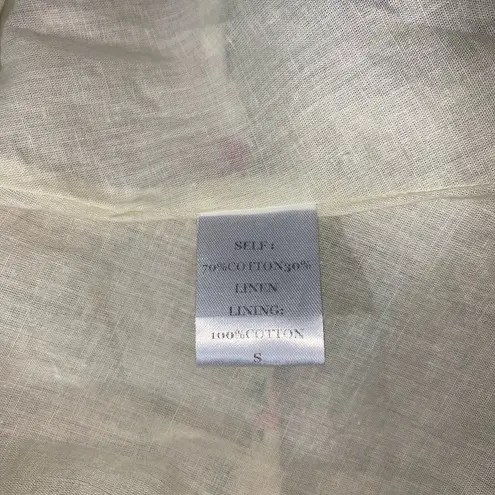 SELF:
70%COTTON30%
LINEN
LINING:
100%COTTON
S